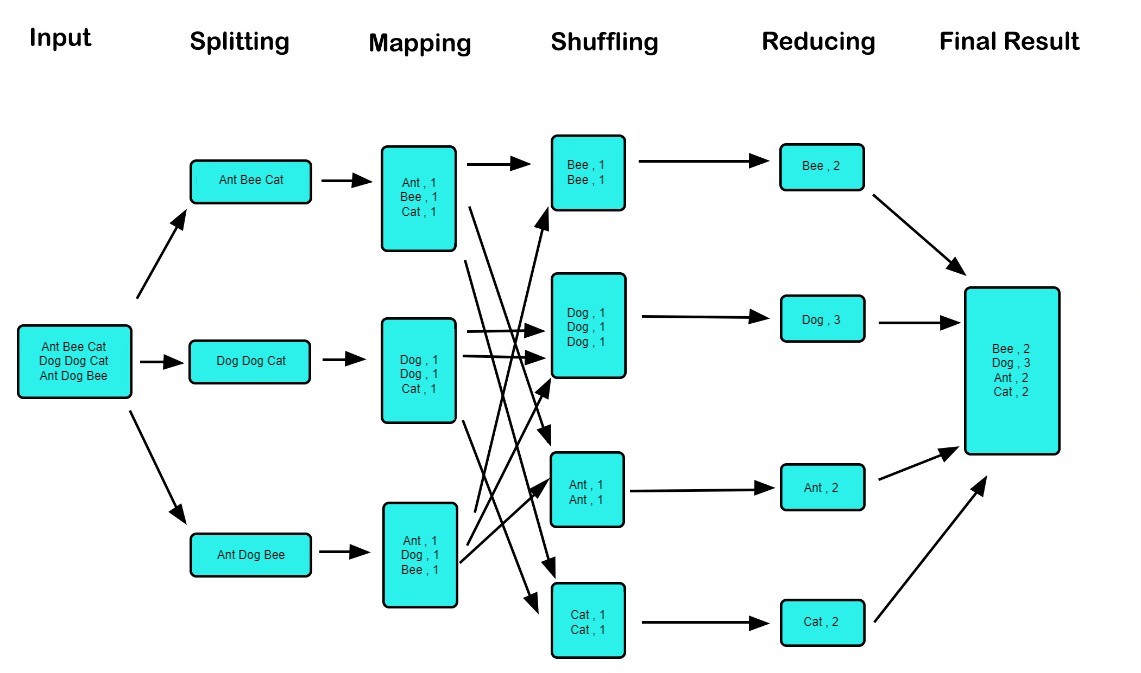 Input
Splitting
Mapping
Shuffling
Reducing
Final Result
Ant Bee Cat
Dog Dog Cat
Ant Dog Bee
Ant Bee Cat
Dog Dog Cat
Ant Dog Bee
Ant , 1
Bee , 1
Cat , 1
Dog , 1
Dog , 1
Cat , 1
Ant , 1
Dog , 1
Bee , 1
Bee , 1
Bee , 1
Dog , 1
Dog , 1
Dog , 1
Ant , 1
Ant , 1
Cat , 1
Cat , 1
Bee , 2
Dog , 3
Ant , 2
Cat , 2
Bee , 2
Dog , 3
Ant , 2
Cat , 2